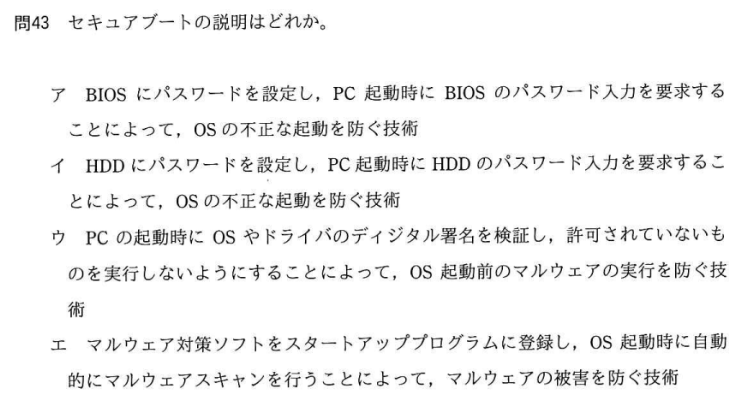 問43 セキュアブートの説明はどれか。
ア BIOS にパスワードを設定し，PC 起動時に BIOS のパスワード入力を要求する
ことによって，OS の不正な起動を防ぐ技術
イ HDD にパスワードを設定し，PC 起動時に HDD のパスワード入力を要求するこ
とによって，OS の不正な起動を防ぐ技術
ウ PC の起動時に OS やドライバのディジタル署名を検証し，許可されていないも
のを実行しないようにすることによって，OS 起動前のマルウェアの実行を防ぐ技
術
エ マルウェア対策ソフトをスタートアッププログラムに登録し，OS 起動時に自動
的にマルウェアスキャンを行うことによって，マルウェアの被害を防ぐ技術